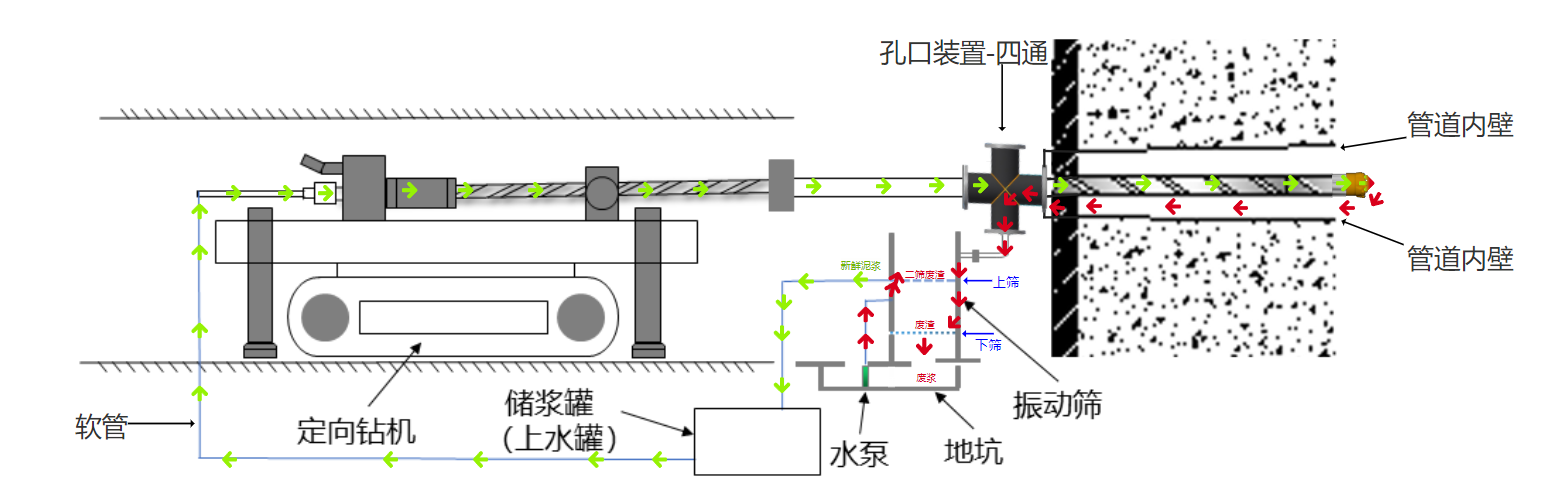 孔口装置-四通
管道内壁
新鲜泥浆
二筛废渣
上筛
管道内壁
废渣
下筛
废浆
软管
定向钻机
储浆罐
（上水罐）
水泵
地坑
振动筛